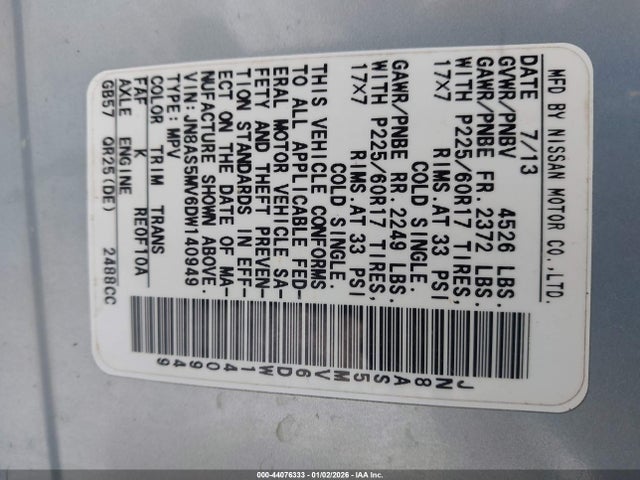 MFD BY NISSAN MOTOR CO.,LTD.
DATE 7/13
GVWR/PNBV 4526 LBS.
GAWR/PNBE FR. 2372 LBS.
WITH P225/60R17 TIRES,
17X7 RIMS.AT 33 PSI
COLD SINGLE.
GAWR/PNBE RR. 2249 LBS.
WITH P225/60R17 TIRES,
17X7 RIMS.AT 33 PSI
COLD SINGLE.
THIS VEHICLE CONFORMS
TO ALL APPLICABLE FED-
ERAL MOTOR VEHICLE SA-
FETY AND THEFT PREVEN-
TION STANDARDS IN EFF-
ECT ON THE DATE OF MA-
NUFACTURE SHOWN ABOVE.
VIN:JN8AS5MV6DW140949
TYPE:MPV
COLOR TRIM TRANS
FAF K RE0F10A
AXLE ENGINE
GB57 QR25(DE) 2488CC
JN8AS5MV6DW140949
000-44076333 - 01/02/2026 - IAA Inc.